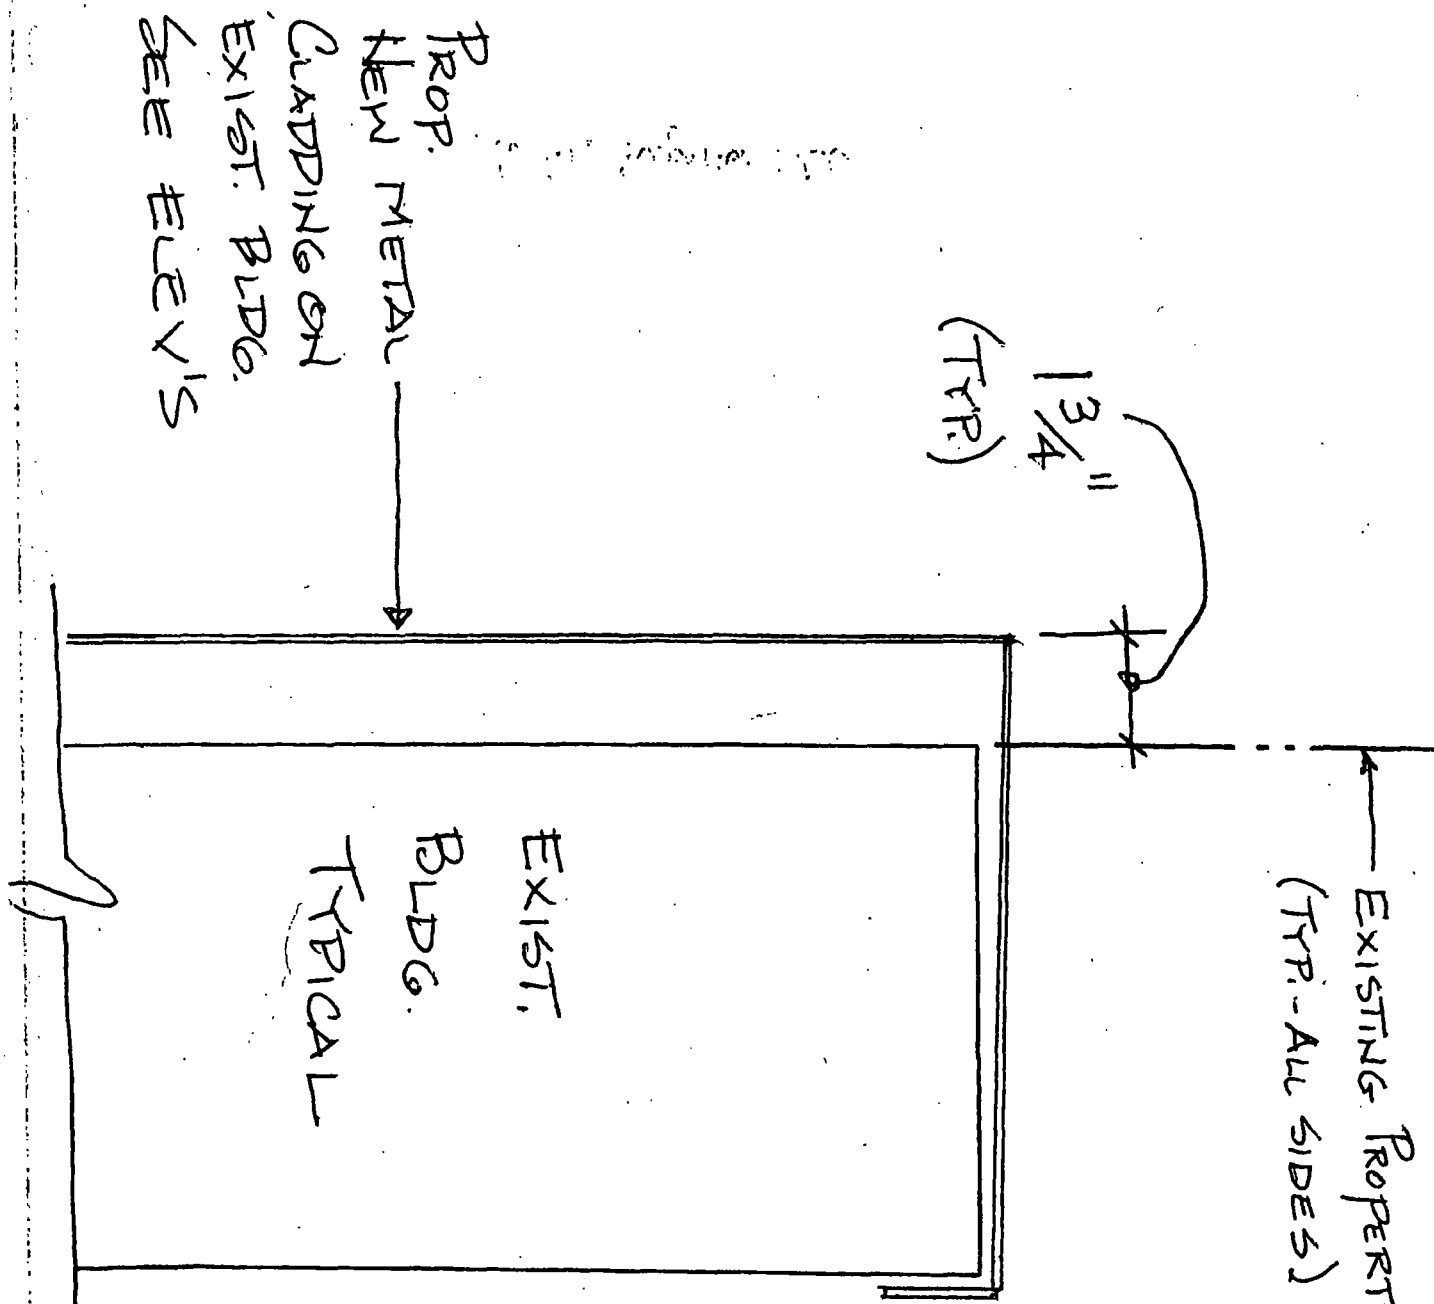 PROP.
NEW METAL
CLADDING ON
EXIST. BLDG.
SEE ELEV'S
1 3/4"
(TYP.)
EXISTING PROPERT
(TYP.-ALL SIDES)
EXIST.
BLDG.
TYPICAL